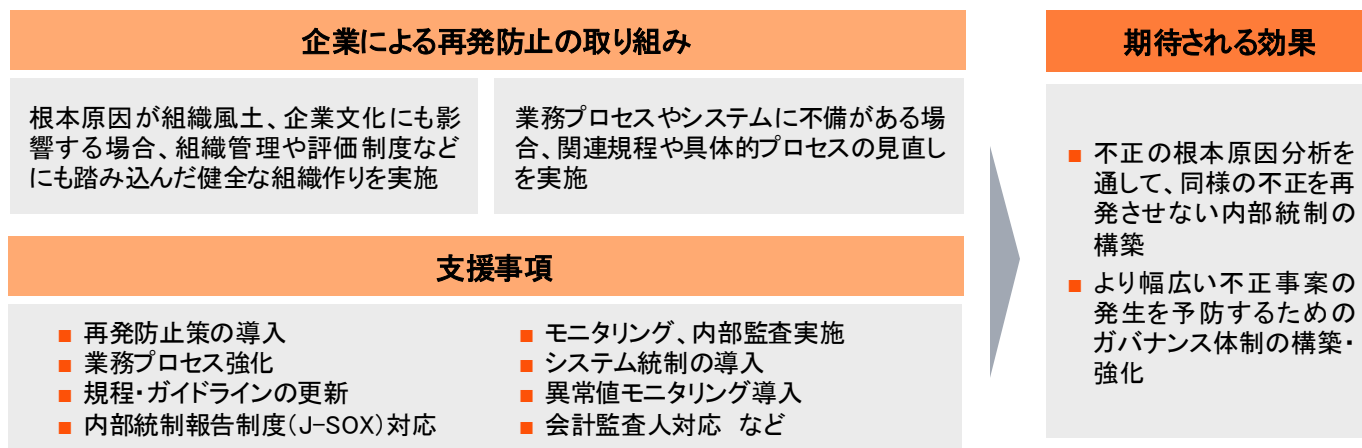 企業による再発防止の取り組み
根本原因が組織風土、企業文化にも影
響する場合、組織管理や評価制度など
にも踏み込んだ健全な組織作りを実施
業務プロセスやシステムに不備がある場
合、関連規程や具体的プロセスの見直し
を実施
支援事項
■ 再発防止策の導入
■ 業務プロセス強化
■ 規程・ガイドラインの更新
■ 内部統制報告制度(J-SOX)対応
■ モニタリング、内部監査実施
■ システム統制の導入
■ 異常値モニタリング導入
■ 会計監査人対応 など
期待される効果
■ 不正の根本原因分析を
通して、同様の不正を再
発させない内部統制の
構築
■ より幅広い不正事案の
発生を予防するための
ガバナンス体制の構築・
強化